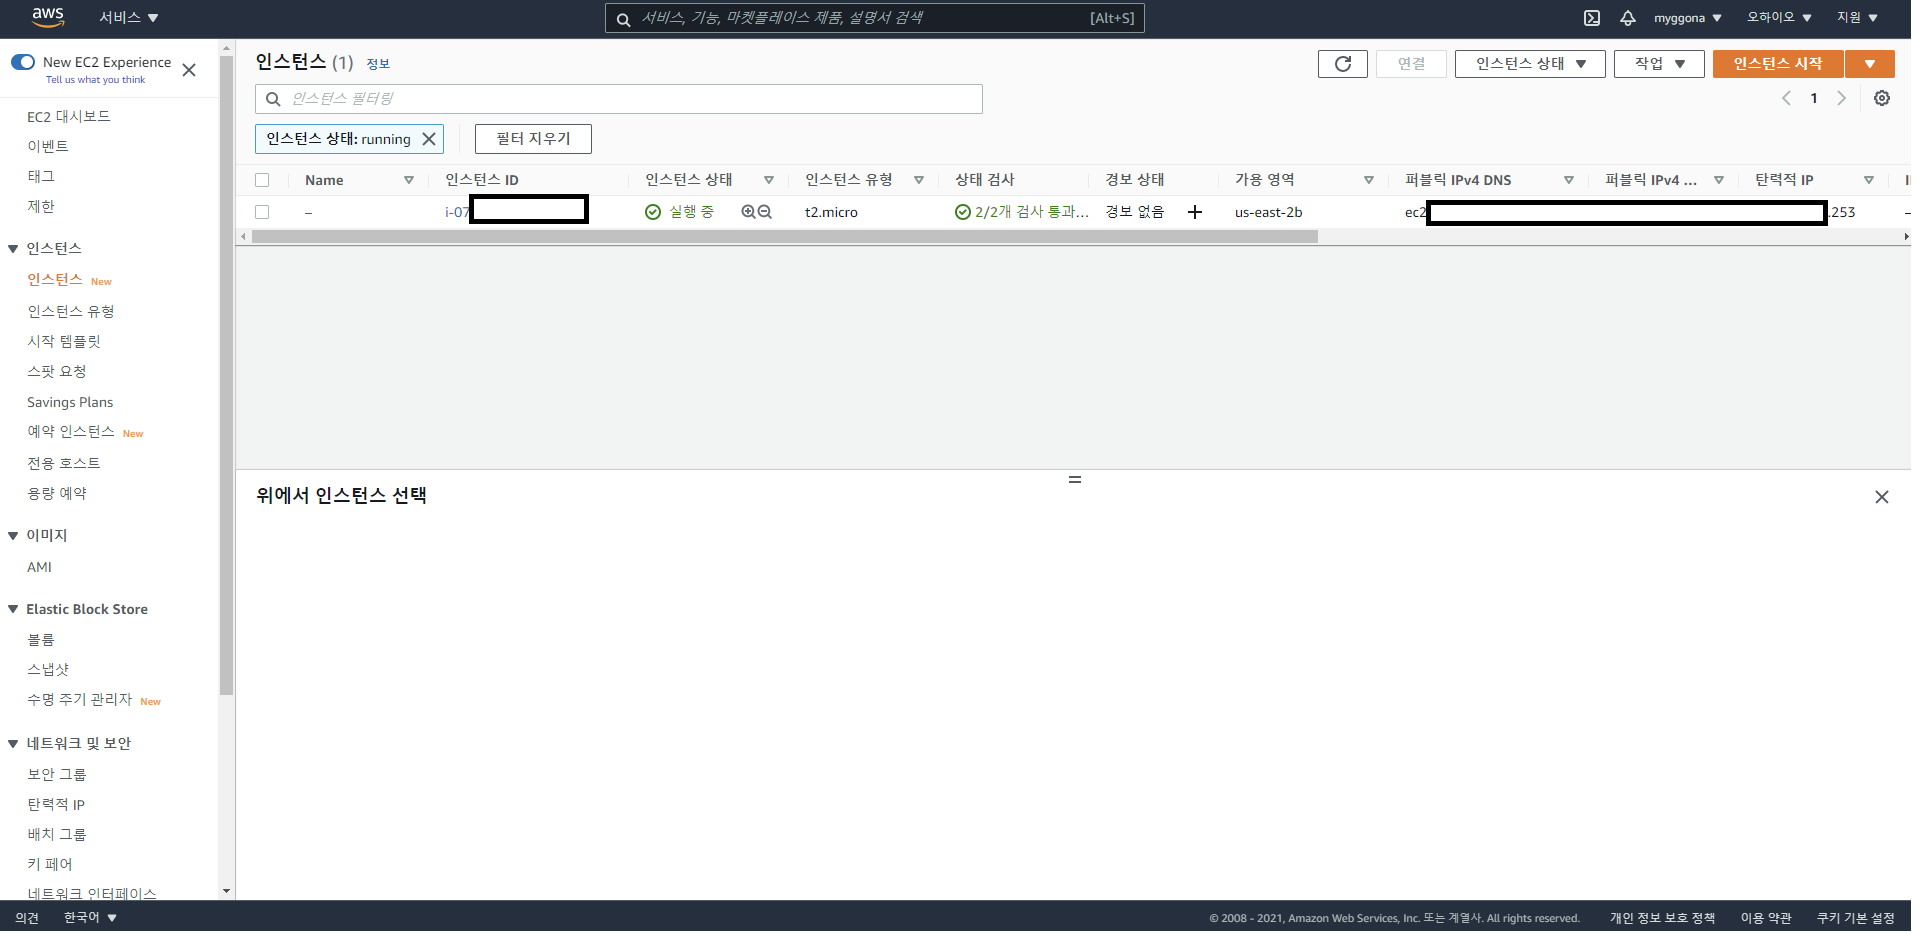 aws 서비스 서비스, 기능, 마켓플레이스 제품, 설명서 검색 [Alt+S] myggona 오하이오 지원
New EC2 Experience
Tell us what you think
EC2 대시보드
이벤트
태그
제한
인스턴스
인스턴스 New
인스턴스 유형
시작 템플릿
스팟 요청
Savings Plans
예약 인스턴스 New
전용 호스트
용량 예약
이미지
AMI
Elastic Block Store
볼륨
스냅샷
수명 주기 관리자 New
네트워크 및 보안
보안 그룹
탄력적 IP
배치 그룹
키 페어
네트워크 인터페이스
인스턴스 (1) 정보 연결 인스턴스 상태 작업 인스턴스 시작
인스턴스 필터링 1
인스턴스 상태: running 필터 지우기
Name 인스턴스 ID 인스턴스 상태 인스턴스 유형 상태 검사 경보 상태 가용 영역 퍼블릭 IPv4 DNS 퍼블릭 IPv4 ... 탄력적 IP
– i-07 실행 중 t2.micro 2/2개 검사 통과... 경보 없음 us-east-2b ec2 .253 –
위에서 인스턴스 선택
의견 한국어 © 2008 - 2021, Amazon Web Services, Inc. 또는 계열사. All rights reserved. 개인 정보 보호 정책 이용 약관 쿠키 기본 설정